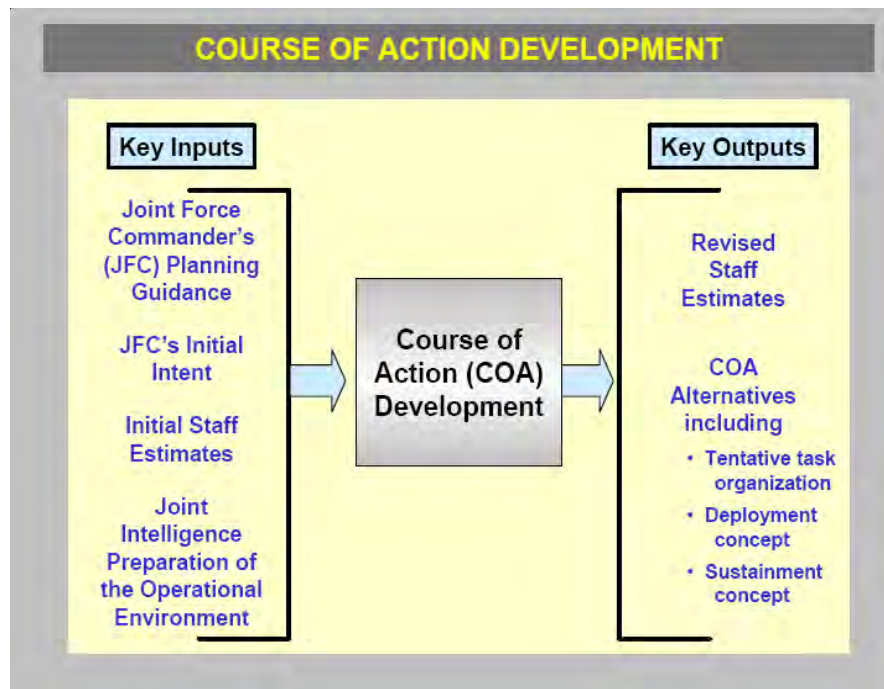 COURSE OF ACTION DEVELOPMENT
Key Inputs
Joint Force
Commander's
(JFC) Planning
Guidance
JFC's Initial
Intent
Initial Staff
Estimates
Joint
Intelligence
Preparation of
the Operational
Environment
Course of
Action (COA)
Development
Key Outputs
Revised
Staff
Estimates
COA
Alternatives
including
• Tentative task
organization
• Deployment
concept
• Sustainment
concept